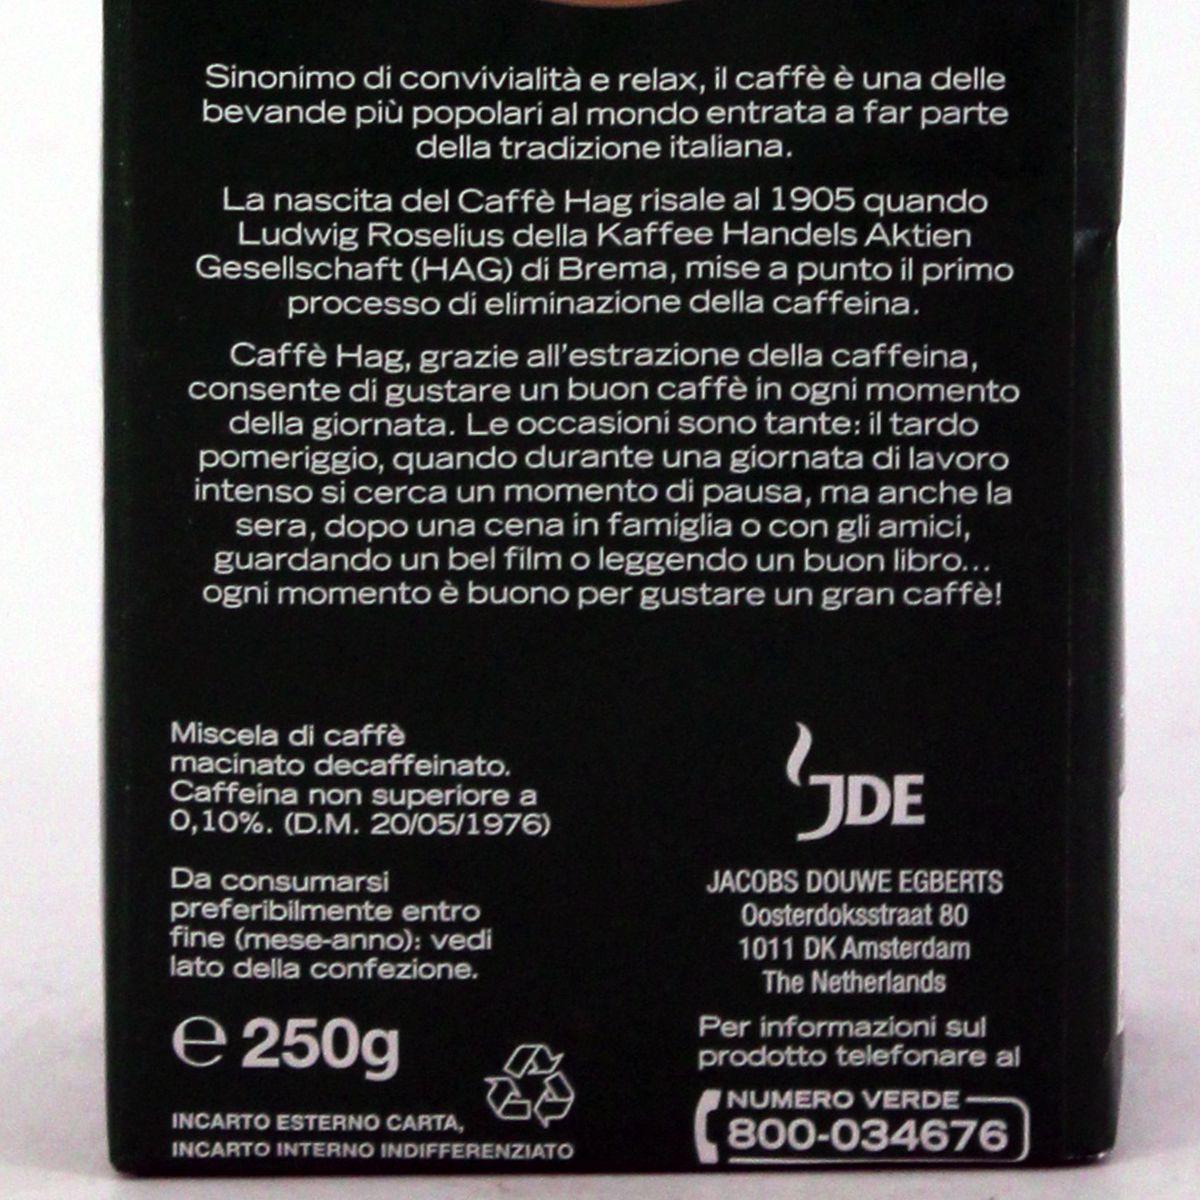 Sinonimo di convivialità e relax, il caffè è una delle
bevande più popolari al mondo entrata a far parte
della tradizione italiana.
La nascita del Caffè Hag risale al 1905 quando
Ludwig Roselius della Kaffee Handels Aktien
Gesellschaft (HAG) di Brema, mise a punto il primo
processo di eliminazione della caffeina.
Caffè Hag, grazie all'estrazione della caffeina,
consente di gustare un buon caffè in ogni momento
della giornata. Le occasioni sono tante: il tardo
pomeriggio, quando durante una giornata di lavoro
intenso si cerca un momento di pausa, ma anche la
sera, dopo una cena in famiglia o con gli amici,
guardando un bel film o leggendo un buon libro...
ogni momento è buono per gustare un gran caffè!
Miscela di caffè
macinato decaffeinato.
Caffeina non superiore a
0,10%. (D.M. 20/05/1976)
Da consumarsi
preferibilmente entro
fine (mese-anno): vedi
lato della confezione.
℮ 250g
INCARTO ESTERNO CARTA,
INCARTO INTERNO INDIFFERENZIATO
JDE
JACOBS DOUWE EGBERTS
Oosterdoksstraat 80
1011 DK Amsterdam
The Netherlands
Per informazioni sul
prodotto telefonare al
NUMERO VERDE
800-034676